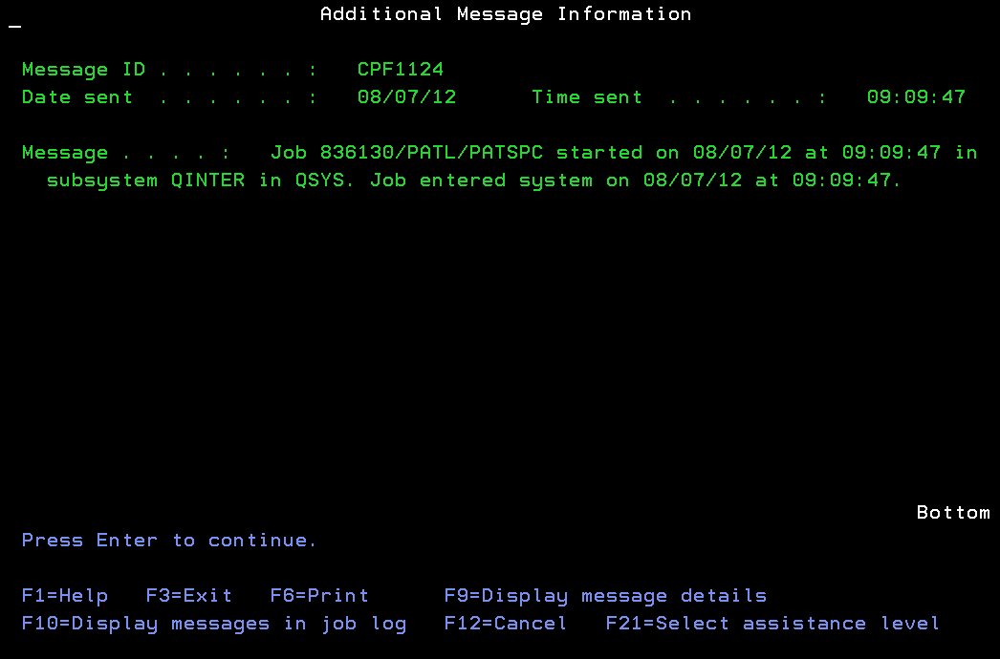 Additional Message Information
Message ID . . . . . . :   CPF1124
Date sent  . . . . . . :   08/07/12      Time sent  . . . . . . :   09:09:47
Message . . . . :   Job 836130/PATL/PATSPC started on 08/07/12 at 09:09:47 in
subsystem QINTER in QSYS. Job entered system on 08/07/12 at 09:09:47.
Bottom
Press Enter to continue.
F1=Help   F3=Exit   F6=Print      F9=Display message details
F10=Display messages in job log   F12=Cancel   F21=Select assistance level